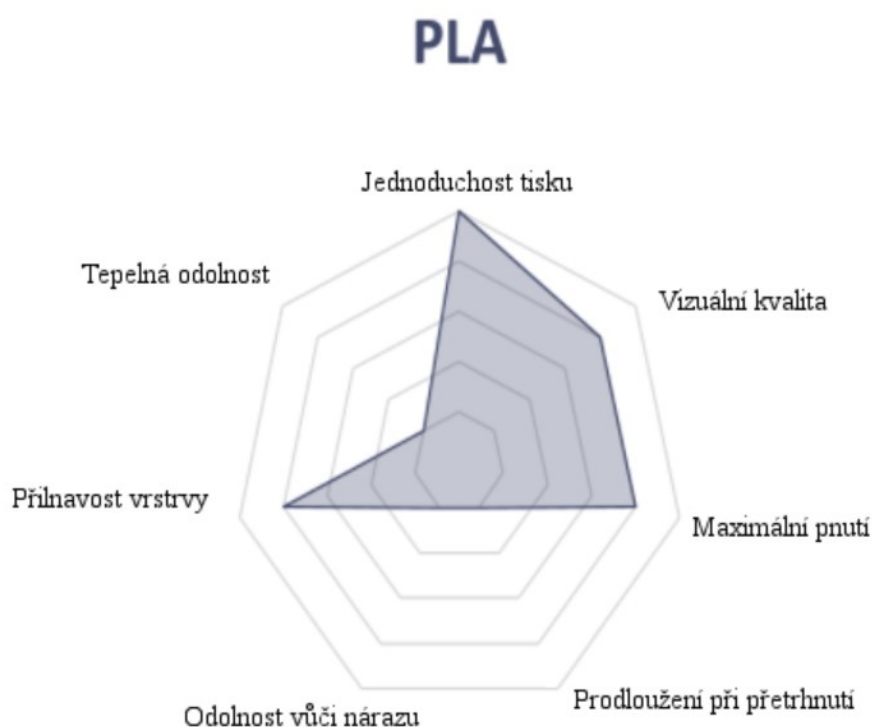 PLA
Jednoduchost tisku
Tepelná odolnost
Vizuální kvalita
Přilnavost vrstrvy
Maximální pnutí
Prodloužení při přetrhnutí
Odolnost vůči nárazu